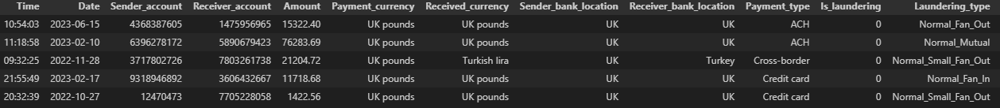 Time Date Sender_account Receiver_account Amount Payment_currency Received_currency Sender_bank_location Receiver_bank_location Payment_type Is_laundering Laundering_type
10:54:03 2023-06-15 4368387605 1475956965 15322.40 UK pounds UK pounds UK UK ACH 0 Normal_Fan_Out
11:18:58 2023-02-10 6396278172 5890679423 76283.69 UK pounds UK pounds UK UK ACH 0 Normal_Mutual
09:32:25 2022-11-28 3717802726 7803261738 21204.72 UK pounds Turkish lira UK Turkey Cross-border 0 Normal_Small_Fan_Out
21:55:49 2023-02-17 9318946892 3606432667 11718.68 UK pounds UK pounds UK UK Credit card 0 Normal_Fan_In
20:32:39 2022-10-27 12470473 7705228058 1422.56 UK pounds UK pounds UK UK Credit card 0 Normal_Small_Fan_Out